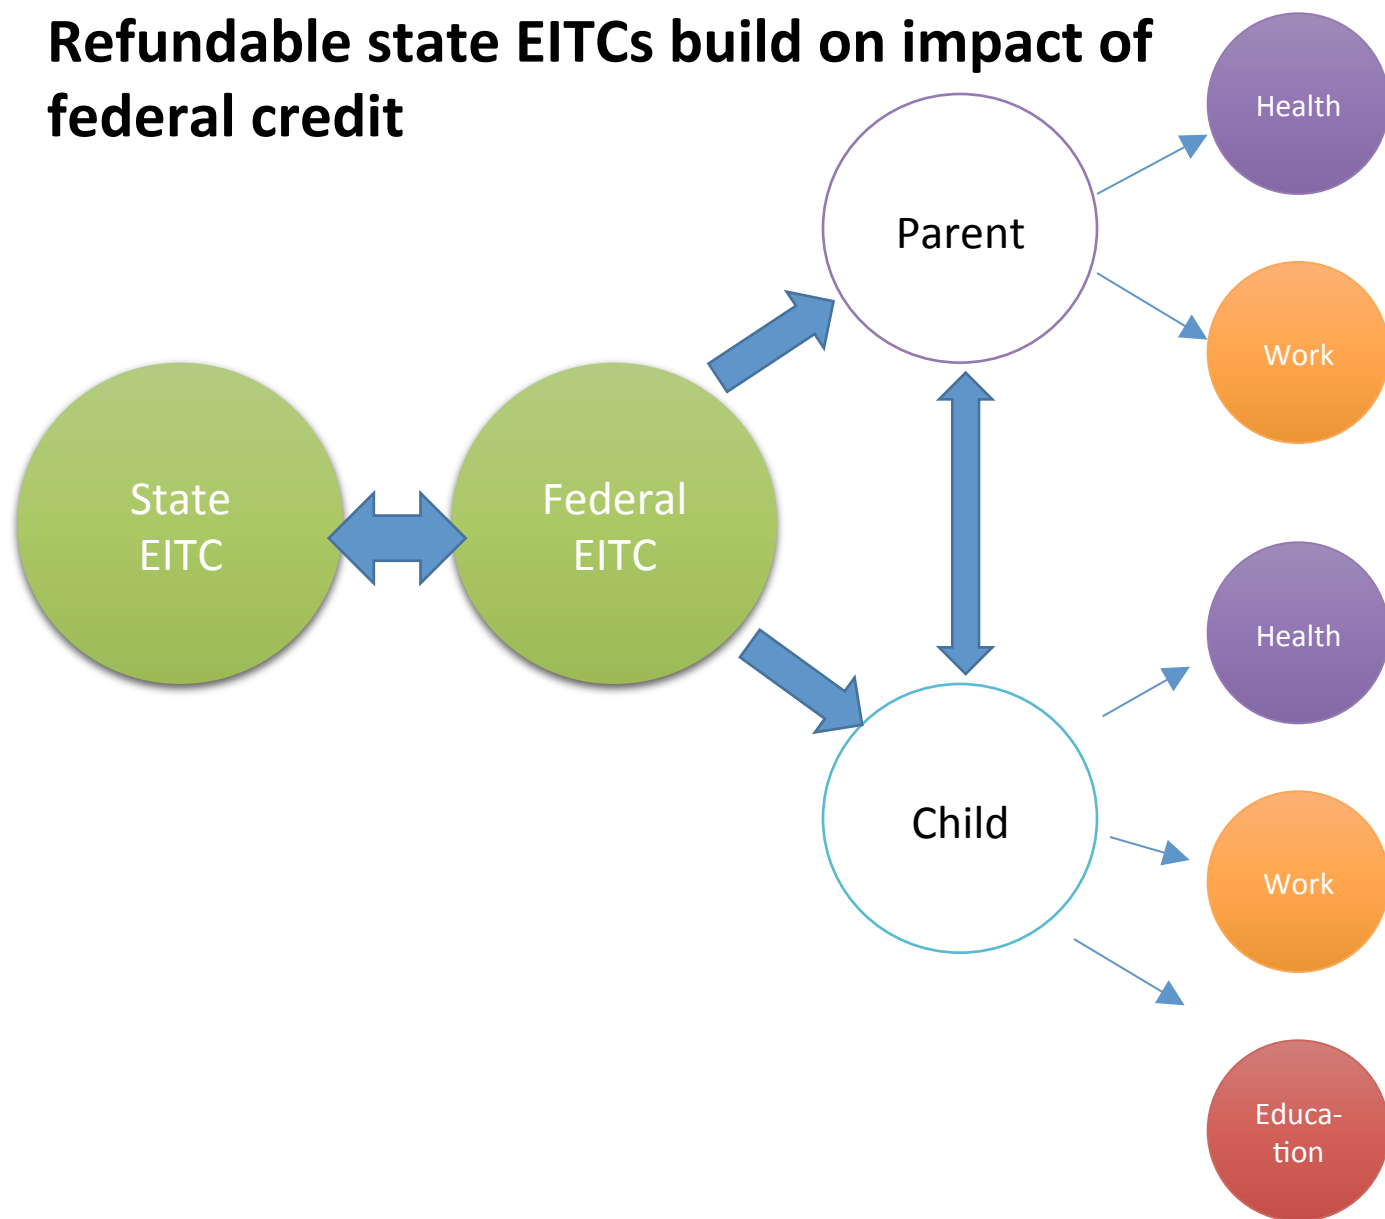 Refundable state EITCs build on impact of
federal credit
Health
Parent
Work
State
EITC
Federal
EITC
Health
Child
Work
Educa-
tion